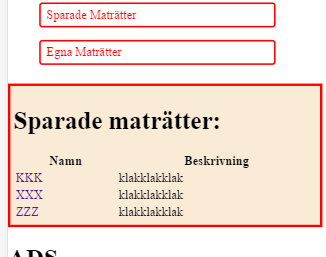 Sparade Maträtter
Egna Maträtter
Sparade maträtter:
Namn Beskrivning
KKK klakklakklak
XXX klakklakklak
ZZZ klakklakklak
ADS